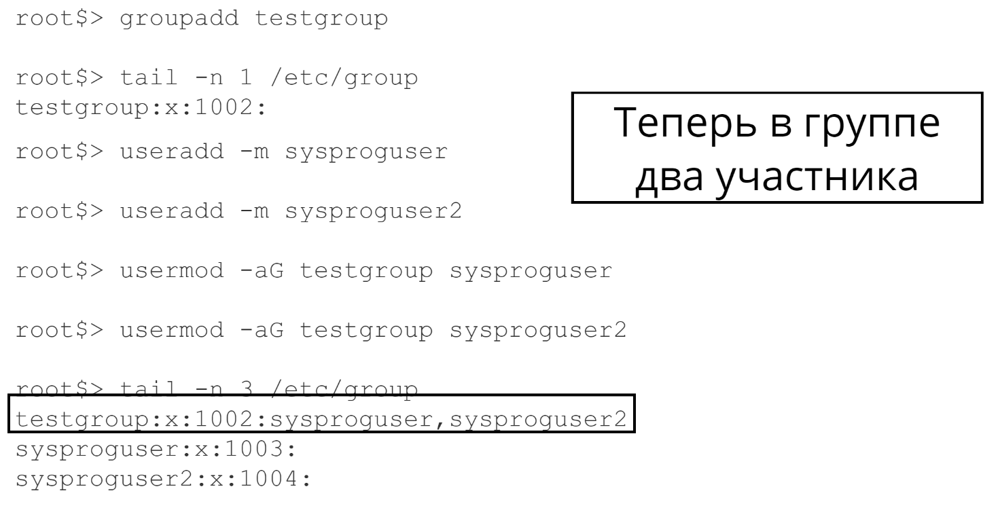 root$> groupadd testgroup
root$> tail -n 1 /etc/group
testgroup:x:1002:
Теперь в группе
два участника
root$> useradd -m sysproguser
root$> useradd -m sysproguser2
root$> usermod -aG testgroup sysproguser
root$> usermod -aG testgroup sysproguser2
root$> tail -n 3 /etc/group
testgroup:x:1002:sysproguser,sysproguser2
sysproguser:x:1003:
sysproguser2:x:1004: